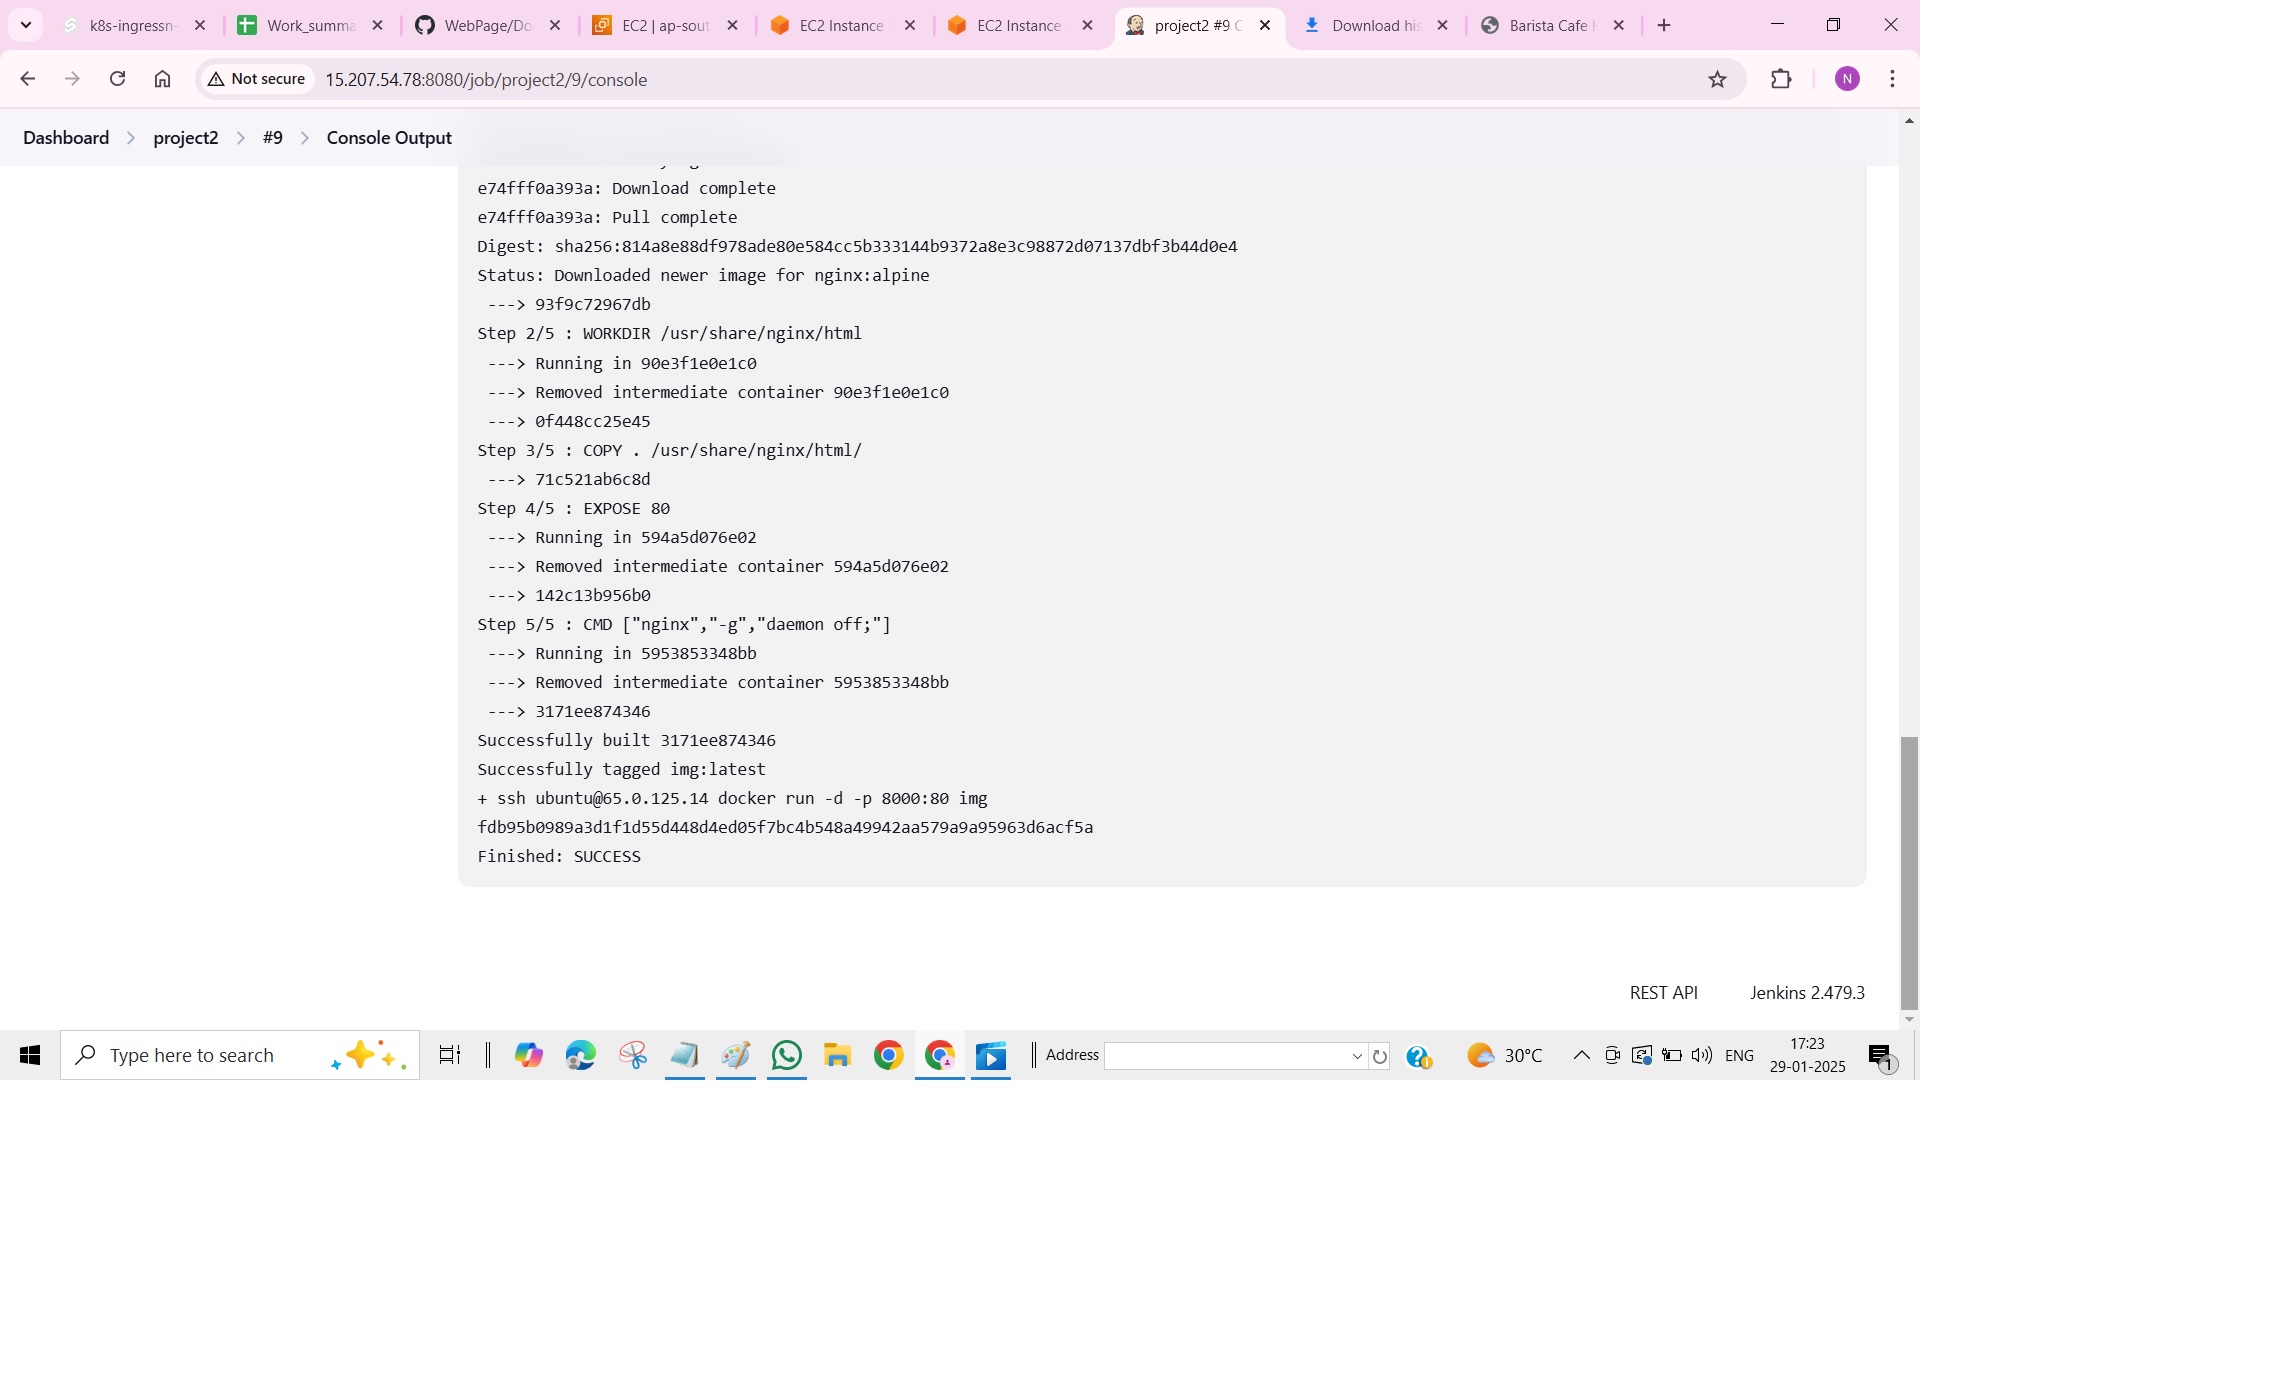 k8s-ingressn-
Work_summa
WebPage/Do
EC2 | ap-sout
EC2 Instance
EC2 Instance
project2 #9 C
Download his
Barista Cafe H
Not secure
15.207.54.78:8080/job/project2/9/console
N
Dashboard > project2 > #9 > Console Output
e74fff0a393a: Download complete
e74fff0a393a: Pull complete
Digest: sha256:814a8e88df978ade80e584cc5b333144b9372a8e3c98872d07137dbf3b44d0e4
Status: Downloaded newer image for nginx:alpine
---> 93f9c72967db
Step 2/5 : WORKDIR /usr/share/nginx/html
---> Running in 90e3f1e0e1c0
---> Removed intermediate container 90e3f1e0e1c0
---> 0f448cc25e45
Step 3/5 : COPY . /usr/share/nginx/html/
---> 71c521ab6c8d
Step 4/5 : EXPOSE 80
---> Running in 594a5d076e02
---> Removed intermediate container 594a5d076e02
---> 142c13b956b0
Step 5/5 : CMD ["nginx","-g","daemon off;"]
---> Running in 5953853348bb
---> Removed intermediate container 5953853348bb
---> 3171ee874346
Successfully built 3171ee874346
Successfully tagged img:latest
+ ssh ubuntu@65.0.125.14 docker run -d -p 8000:80 img
fdb95b0989a3d1f1d55d448d4ed05f7bc4b548a49942aa579a9a95963d6acf5a
Finished: SUCCESS
REST API
Jenkins 2.479.3
Type here to search
Address
30°C
ENG
17:23
29-01-2025
1